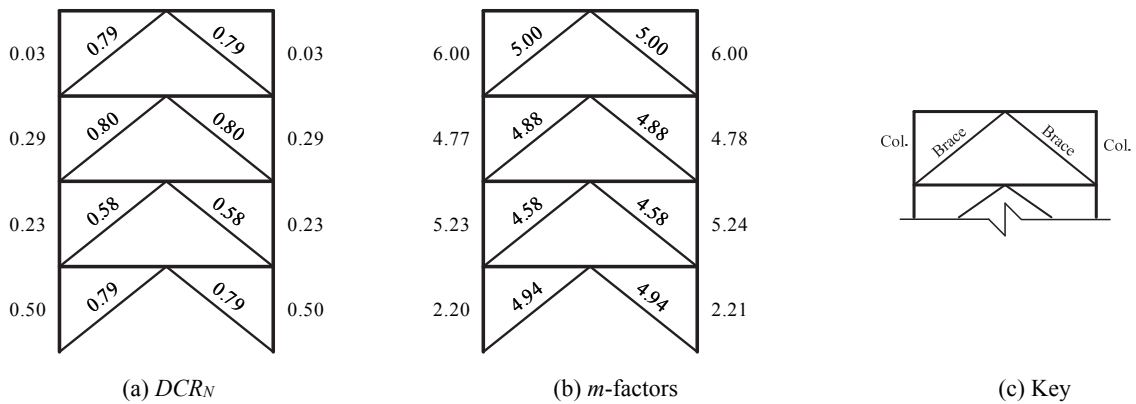 0.03 0.79 0.79 0.03
0.29 0.80 0.80 0.29
0.23 0.58 0.58 0.23
0.50 0.79 0.79 0.50
(a) DCRN
6.00 5.00 5.00 6.00
4.77 4.88 4.88 4.78
5.23 4.58 4.58 5.24
2.20 4.94 4.94 2.21
(b) m-factors
Col. Brace Brace Col.
(c) Key